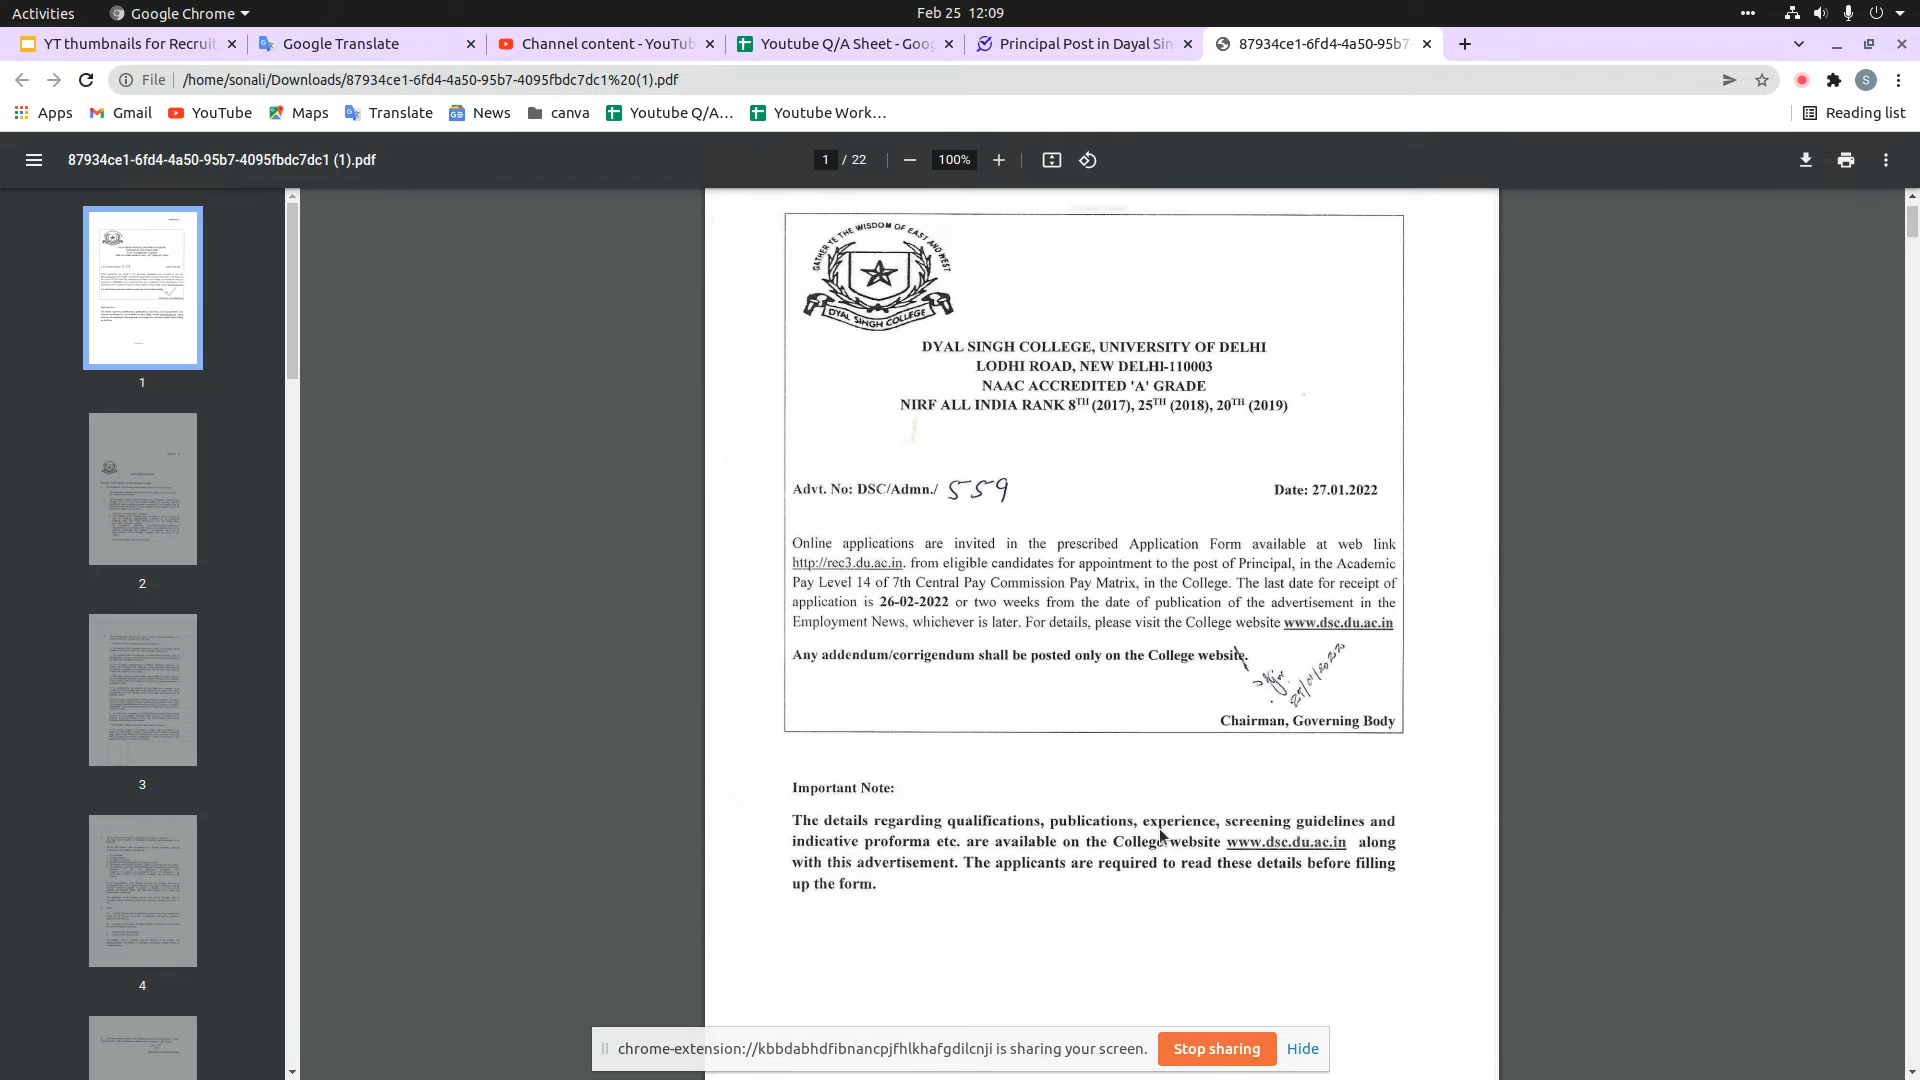 Activities Google Chrome Feb 25 12:09
YT thumbnails for Recruit Google Translate Channel content - YouTub Youtube Q/A Sheet - Goog Principal Post in Dayal Sin 87934ce1-6fd4-4a50-95b7-
File /home/sonali/Downloads/87934ce1-6fd4-4a50-95b7-4095fbdc7dc1%20(1).pdf S
Apps Gmail YouTube Maps Translate News canva Youtube Q/A... Youtube Work... Reading list
87934ce1-6fd4-4a50-95b7-4095fbdc7dc1 (1).pdf 1 / 22 100%
1
2
3
4
GATHER YE THE WISDOM OF EAST AND WEST
DYAL SINGH COLLEGE
DYAL SINGH COLLEGE, UNIVERSITY OF DELHI
LODHI ROAD, NEW DELHI-110003
NAAC ACCREDITED 'A' GRADE
NIRF ALL INDIA RANK 8TH (2017), 25TH (2018), 20TH (2019)
Advt. No: DSC/Admn./ 559 Date: 27.01.2022
Online applications are invited in the prescribed Application Form available at web link
http://rec3.du.ac.in. from eligible candidates for appointment to the post of Principal, in the Academic
Pay Level 14 of 7th Central Pay Commission Pay Matrix, in the College. The last date for receipt of
application is 26-02-2022 or two weeks from the date of publication of the advertisement in the
Employment News, whichever is later. For details, please visit the College website www.dsc.du.ac.in
Any addendum/corrigendum shall be posted only on the College website.
Chairman, Governing Body
Important Note:
The details regarding qualifications, publications, experience, screening guidelines and
indicative proforma etc. are available on the College website www.dsc.du.ac.in along
with this advertisement. The applicants are required to read these details before filling
up the form.
chrome-extension://kbbdabhdfibnancpjfhlkhafgdilcnji is sharing your screen. Stop sharing Hide